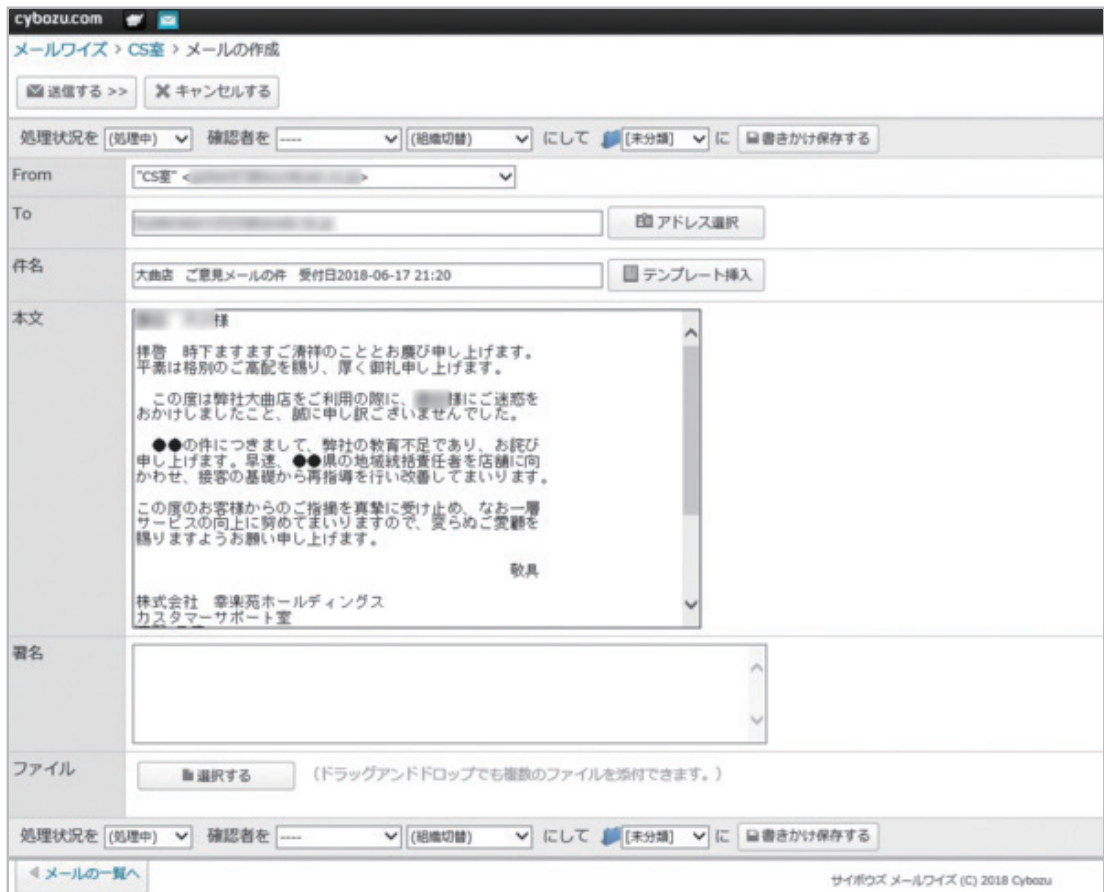 cybozu.com
メールワイズ > CS室 > メールの作成
送信する >> キャンセルする
処理状況を (処理中) 確認者を ---- (組織切替) にして [未分類] に 書きかけ保存する
From "CS室" < >
To アドレス選択
件名 大曲店 ご意見メールの件 受付日2018-06-17 21:20 テンプレート挿入
本文
様
拝啓 時下ますますご清祥のこととお慶び申し上げます。
平素は格別のご高配を賜り、厚く御礼申し上げます。
この度は弊社大曲店をご利用の際に、 様にご迷惑を
おかけしましたこと、誠に申し訳ございませんでした。
●●の件につきまして、弊社の教育不足であり、お詫び
申し上げます。早速、●●県の地域統括責任者を店舗に向
かわせ、接客の基礎から再指導を行い改善してまいります。
この度のお客様からのご指摘を真摯に受け止め、なお一層
サービスの向上に努めてまいりますので、変らぬご愛顧を
賜りますようお願い申し上げます。
敬具
株式会社 幸楽苑ホールディングス
カスタマーサポート室
署名
ファイル 選択する (ドラッグアンドドロップでも複数のファイルを添付できます。)
処理状況を (処理中) 確認者を ---- (組織切替) にして [未分類] に 書きかけ保存する
メールの一覧へ
サイボウズ メールワイズ (C) 2018 Cybozu